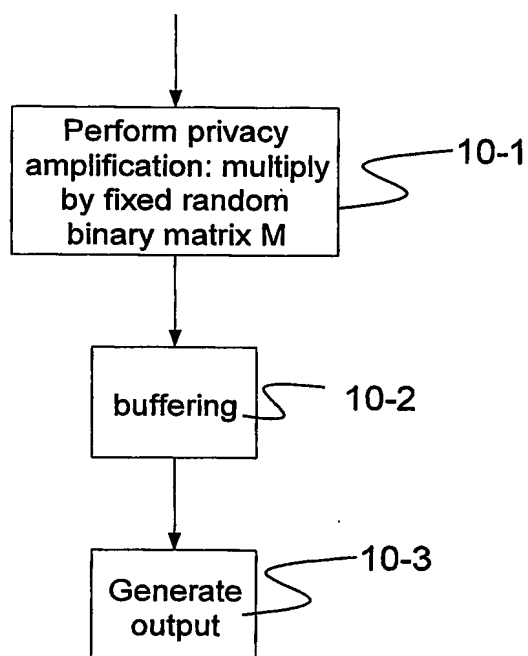 Perform privacy
amplification: multiply
by fixed random
binary matrix M
10-1
buffering
10-2
Generate
output
10-3